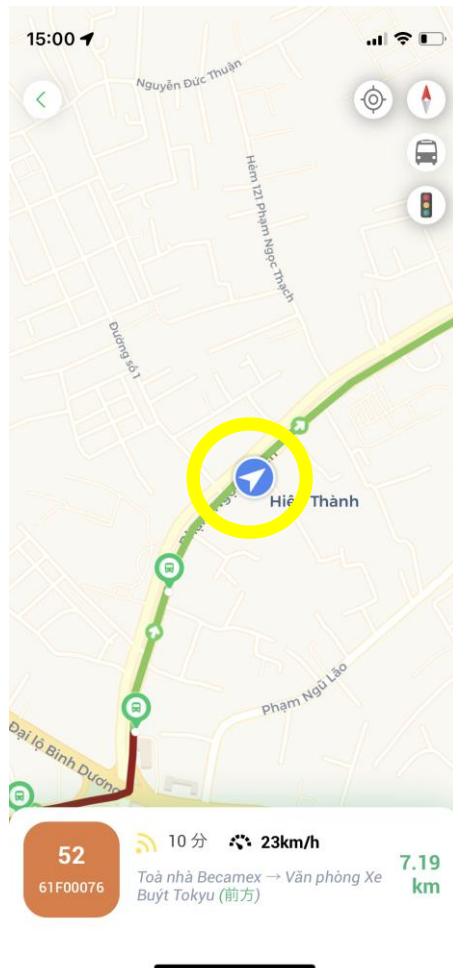 15:00
Nguyễn Đức Thuận
Hẻm 121 Phạm Ngọc Thạch
Đường số 1
Thành
Phạm Ngũ Lão
Đại lộ Bình Dương
52
61F00076
10 分
23km/h
Toà nhà Becamex → Văn phòng Xe
Buýt Tokyu (前方)
7.19
km